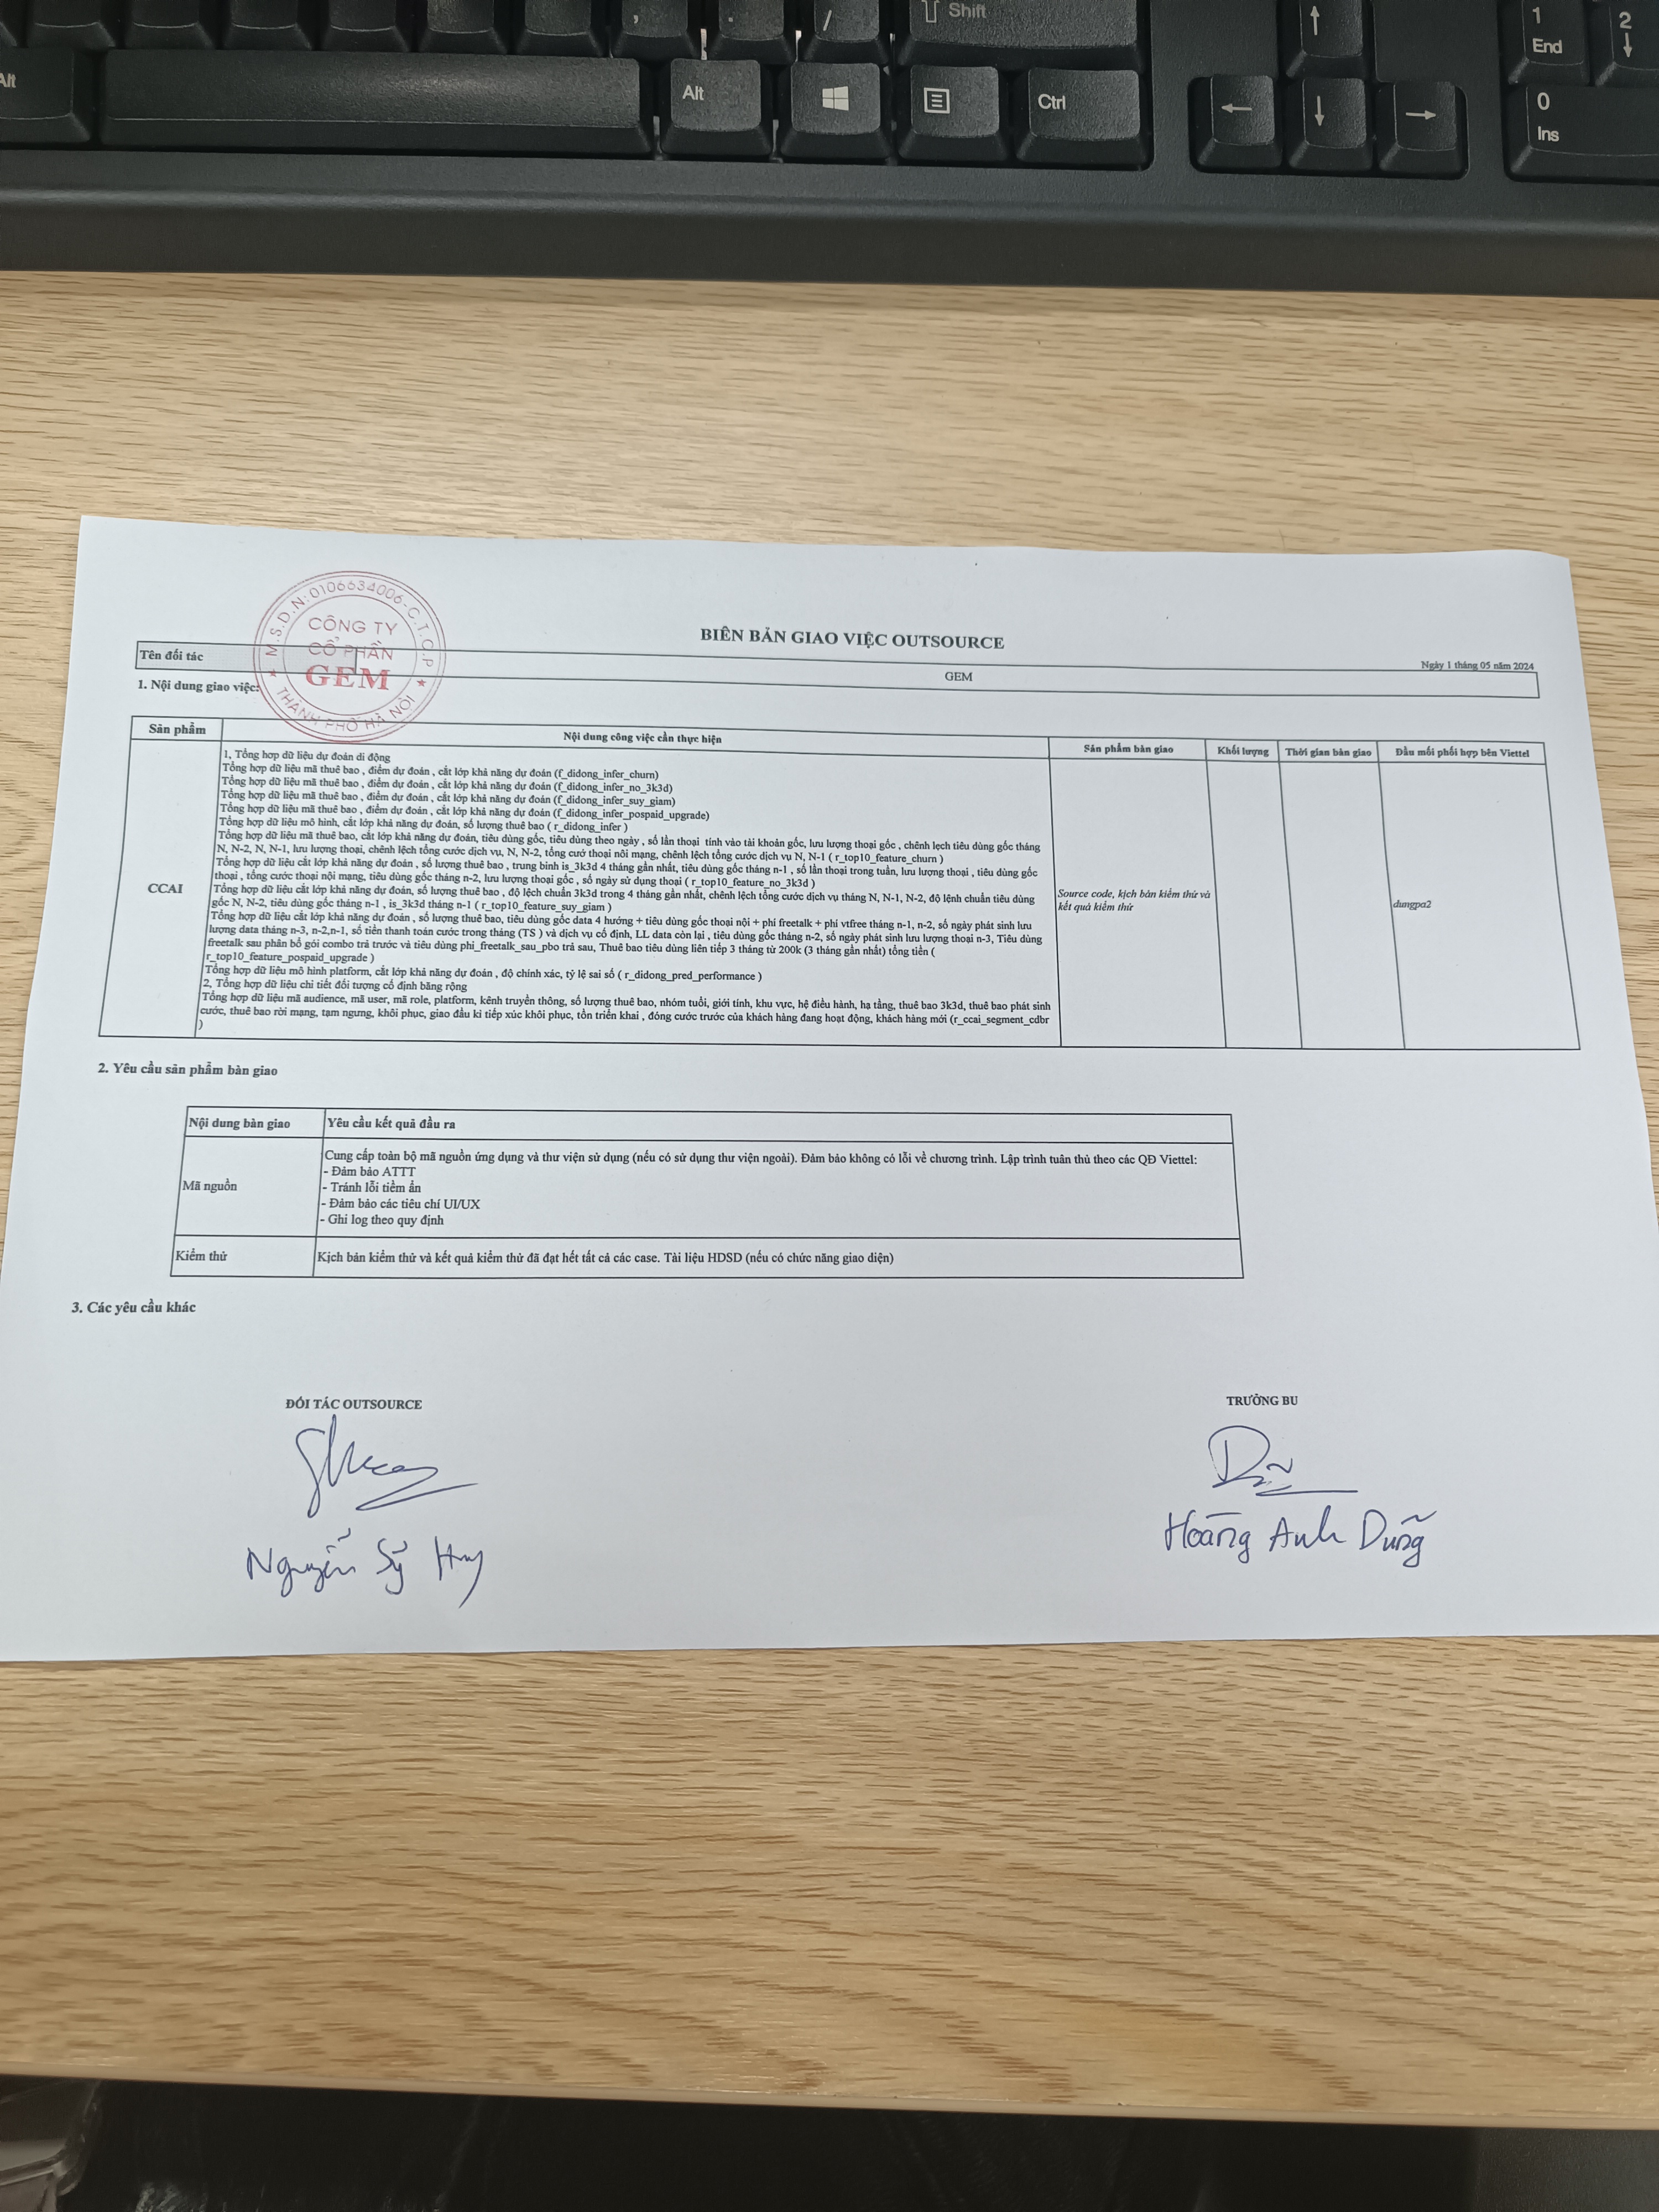 , . / Shift
Alt Alt Ctrl
1 End 2
0 Ins
M.S.D.N:0106634006-C.T.C.P
CÔNG TY
CỔ PHẦN
GEM
THÀNH PHỐ HÀ NỘI
BIÊN BẢN GIAO VIỆC OUTSOURCE
Ngày 1 tháng 05 năm 2024
Tên đối tác GEM
1. Nội dung giao việc:
Sản phẩm Nội dung công việc cần thực hiện Sản phẩm bàn giao Khối lượng Thời gian bàn giao Đầu mối phối hợp bên Viettel
1, Tổng hợp dữ liệu dự đoán di động
Tổng hợp dữ liệu mã thuê bao , điểm dự đoán , cắt lớp khả năng dự đoán (f_didong_infer_churn)
Tổng hợp dữ liệu mã thuê bao , điểm dự đoán , cắt lớp khả năng dự đoán (f_didong_infer_no_3k3d)
Tổng hợp dữ liệu mã thuê bao , điểm dự đoán , cắt lớp khả năng dự đoán (f_didong_infer_suy_giam)
Tổng hợp dữ liệu mã thuê bao , điểm dự đoán , cắt lớp khả năng dự đoán (f_didong_infer_pospaid_upgrade)
Tổng hợp dữ liệu mô hình, cắt lớp khả năng dự đoán, số lượng thuê bao ( r_didong_infer )
Tổng hợp dữ liệu mã thuê bao, cắt lớp khả năng dự đoán, tiêu dùng gốc, tiêu dùng theo ngày , số lần thoại tính vào tài khoản gốc, lưu lượng thoại gốc , chênh lệch tiêu dùng gốc tháng
N, N-2, N, N-1, lưu lượng thoại, chênh lệch tổng cước dịch vụ, N, N-2, tổng cướ thoại nôi mạng, chênh lệch tổng cước dịch vụ N, N-1 ( r_top10_feature_churn )
Tổng hợp dữ liệu cắt lớp khả năng dự đoán , số lượng thuê bao , trung bình is_3k3d 4 tháng gần nhất, tiêu dùng gốc tháng n-1 , số lần thoại trong tuần, lưu lượng thoại , tiêu dùng gốc
thoại , tổng cước thoại nội mạng, tiêu dùng gốc tháng n-2, lưu lượng thoại gốc , số ngày sử dụng thoại ( r_top10_feature_no_3k3d )
CCAI
Tổng hợp dữ liệu cắt lớp khả năng dự đoán, số lượng thuê bao , độ lệch chuẩn 3k3d trong 4 tháng gần nhất, chênh lệch tổng cước dịch vụ tháng N, N-1, N-2, độ lệnh chuẩn tiêu dùng
gốc N, N-2, tiêu dùng gốc tháng n-1 , is_3k3d tháng n-1 ( r_top10_feature_suy_giam )
Tổng hợp dữ liệu cắt lớp khả năng dự đoán , số lượng thuê bao, tiêu dùng gốc data 4 hướng + tiêu dùng gốc thoại nội + phí freetalk + phí vtfree tháng n-1, n-2, số ngày phát sinh lưu
lượng data tháng n-3, n-2,n-1, số tiền thanh toán cước trong tháng (TS ) và dịch vụ cố định, LL data còn lại , tiêu dùng gốc tháng n-2, số ngày phát sinh lưu lượng thoại n-3, Tiêu dùng
freetalk sau phân bổ gói combo trả trước và tiêu dùng phi_freetalk_sau_pbo trả sau, Thuê bao tiêu dùng liên tiếp 3 tháng từ 200k (3 tháng gần nhất) tổng tiền (
r_top10_feature_pospaid_upgrade )
Tổng hợp dữ liệu mô hình platform, cắt lớp khả năng dự đoán , độ chính xác, tỷ lệ sai số ( r_didong_pred_performance )
2, Tổng hợp dữ liệu chi tiết đối tượng cố định băng rộng
Tổng hợp dữ liệu mã audience, mã user, mã role, platform, kênh truyền thông, số lượng thuê bao, nhóm tuổi, giới tính, khu vực, hệ điều hành, hạ tầng, thuê bao 3k3d, thuê bao phát sinh
cước, thuê bao rời mạng, tạm ngưng, khôi phục, giao đầu kì tiếp xúc khôi phục, tồn triển khai , đóng cước trước của khách hàng đang hoạt động, khách hàng mới (r_ccai_segment_cdbr
)
Source code, kịch bản kiểm thử và
kết quả kiểm thử
dungpa2
2. Yêu cầu sản phẩm bàn giao
Nội dung bàn giao Yêu cầu kết quả đầu ra
Mã nguồn
Cung cấp toàn bộ mã nguồn ứng dụng và thư viện sử dụng (nếu có sử dụng thư viện ngoài). Đảm bảo không có lỗi về chương trình. Lập trình tuân thủ theo các QĐ Viettel:
- Đảm bảo ATTT
- Tránh lỗi tiềm ẩn
- Đảm bảo các tiêu chí UI/UX
- Ghi log theo quy định
Kiểm thử Kịch bản kiểm thử và kết quả kiểm thử đã đạt hết tất cả các case. Tài liệu HDSD (nếu có chức năng giao diện)
3. Các yêu cầu khác
ĐỐI TÁC OUTSOURCE TRƯỞNG BU
Nguyễn Sỹ Huy Hoàng Anh Dũng